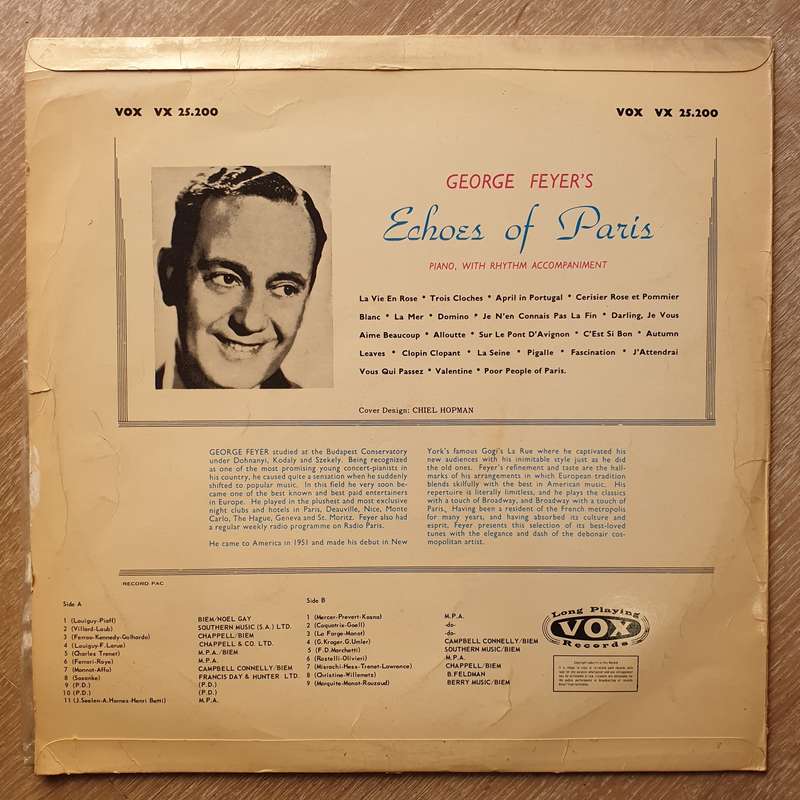 VOX VX 25.200
VOX VX 25.200
GEORGE FEYER'S
Echoes of Paris
PIANO, WITH RHYTHM ACCOMPANIMENT
La Vie En Rose * Trois Cloches * April in Portugal * Cerisier Rose et Pommier
Blanc * La Mer * Domino * Je N'en Connais Pas La Fin * Darling, Je Vous
Aime Beaucoup * Alloutte * Sur Le Pont D'Avignon * C'Est Si Bon * Autumn
Leaves * Clopin Clopant * La Seine * Pigalle * Fascination * J'Attendrai
Vous Qui Passez * Valentine * Poor People of Paris.
Cover Design: CHIEL HOPMAN
GEORGE FEYER studied at the Budapest Conservatory
under Dohnanyi, Kodaly and Szekely. Being recognized
as one of the most promising young concert-pianists in
his country, he caused quite a sensation when he suddenly
shifted to popular music. In this field he very soon be-
came one of the best known and best paid entertainers
in Europe. He played in the plushest and most exclusive
night clubs and hotels in Paris, Deauville, Nice, Monte
Carlo, The Hague, Geneva and St. Moritz. Feyer also had
a regular weekly radio programme on Radio Paris.
He came to America in 1951 and made his debut in New
York's famous Gogi's La Rue where he captivated his
new audiences with his inimitable style just as he did
the old ones. Feyer's refinement and taste are the hall-
marks of his arrangements in which European tradition
blends skilfully with the best in American music. His
repertuire is literally limitless, and he plays the classics
with a touch of Broadway, and Broadway with a touch of
Paris. Having been a resident of the French metropolis
for many years, and having absorbed its culture and
esprit, Feyer presents this selection of its best-loved
tunes with the elegance and dash of the debonair cos-
mopolitan artist.
RECORD PAC
Side A
1 (Louiguy-Piaff) BIEM/NOEL GAY
2 (Villard-Laub) SOUTHERN MUSIC (S.A.) LTD.
3 (Ferrao-Kennedy-Galhardo) CHAPPELL/BIEM
4 (Louiguy-F.Larue) CHAPPELL & CO. LTD.
5 (Charles Trenet) M.P.A./BIEM
6 (Ferrari-Raye) M.P.A.
7 (Monnot-Affo) CAMPBELL CONNELLY/BIEM
8 (Sosenko) FRANCIS DAY & HUNTER LTD.
9 (P.D.) (P.D.)
10 (P.D.) (P.D.)
11 (J.Seelen-A.Hornez-Henri Betti) M.P.A.
Side B
1 (Mercer-Prevert-Kosna) M.P.A.
2 (Coquatrix-Goell) -do-
3 (La Farge-Monot) -do-
4 (G.Kroger.G.Umler) CAMPBELL CONNELLY/BIEM
5 (F.D.Marchetti) SOUTHERN MUSIC/BIEM
6 (Rastelli-Olivieri) M.P.A.
7 (Misrachi-Hess-Trenet-Lawrence) CHAPPELL/BIEM
8 (Christine-Willemetz) B.FELDMAN
9 (Marguite-Monot-Rouzaud) BERRY MUSIC/BIEM
Long Playing
VOX
Records